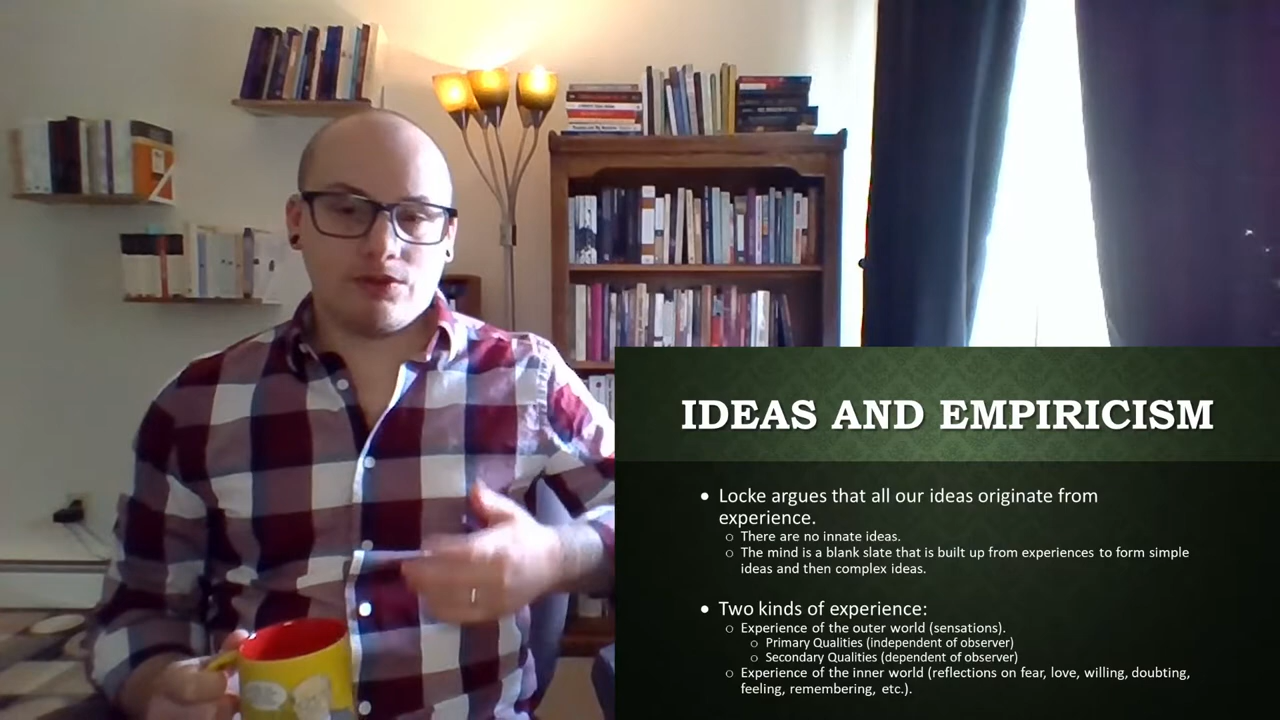 IDEAS AND EMPIRICISM
• Locke argues that all our ideas originate from
experience.
○ There are no innate ideas.
○ The mind is a blank slate that is built up from experiences to form simple
ideas and then complex ideas.
• Two kinds of experience:
○ Experience of the outer world (sensations).
○ Primary Qualities (independent of observer)
○ Secondary Qualities (dependent of observer)
○ Experience of the inner world (reflections on fear, love, willing, doubting,
feeling, remembering, etc.).